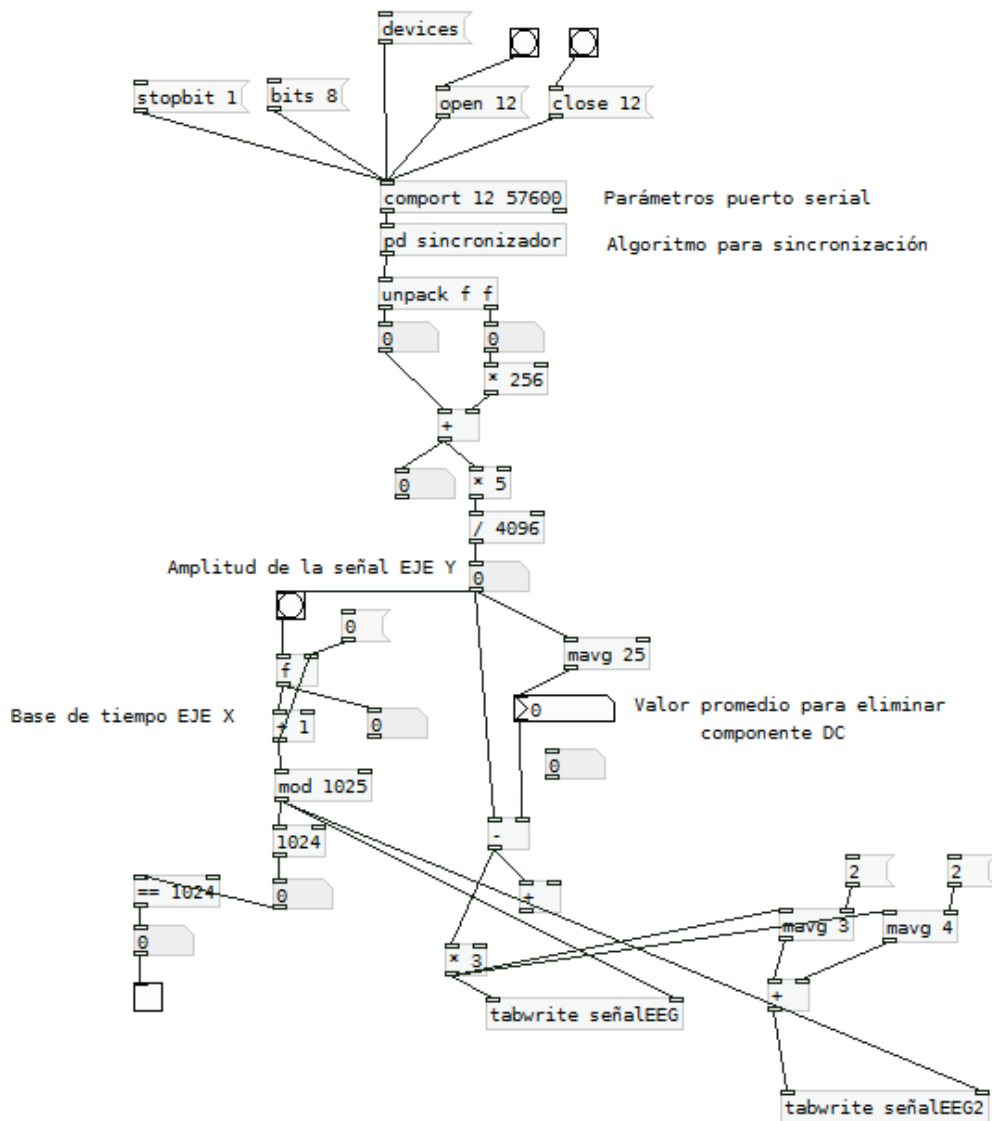 devices
stopbit 1
bits 8
open 12
close 12
comport 12 57600
Parámetros puerto serial
pd sincronizador
Algoritmo para sincronización
unpack f f
0
0
* 256
+
0
* 5
/ 4096
Amplitud de la señal EJE Y
0
0
mavg 25
f
Base de tiempo EJE X
+ 1
0
0
Valor promedio para eliminar
componente DC
0
mod 1025
1024
-
== 1024
0
+
2
2
mavg 3
mavg 4
0
* 3
+
tabwrite señalEEG
tabwrite señalEEG2